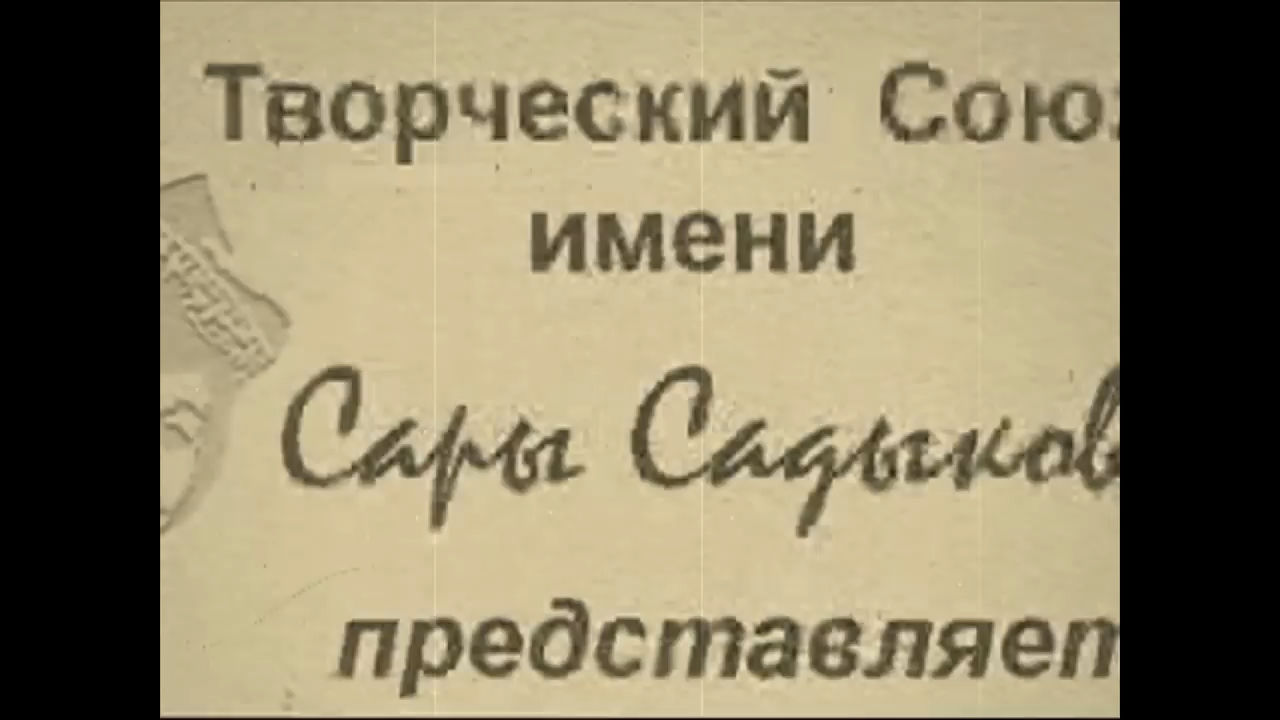 Творческий Союз
имени
Сары Садыков
представляет